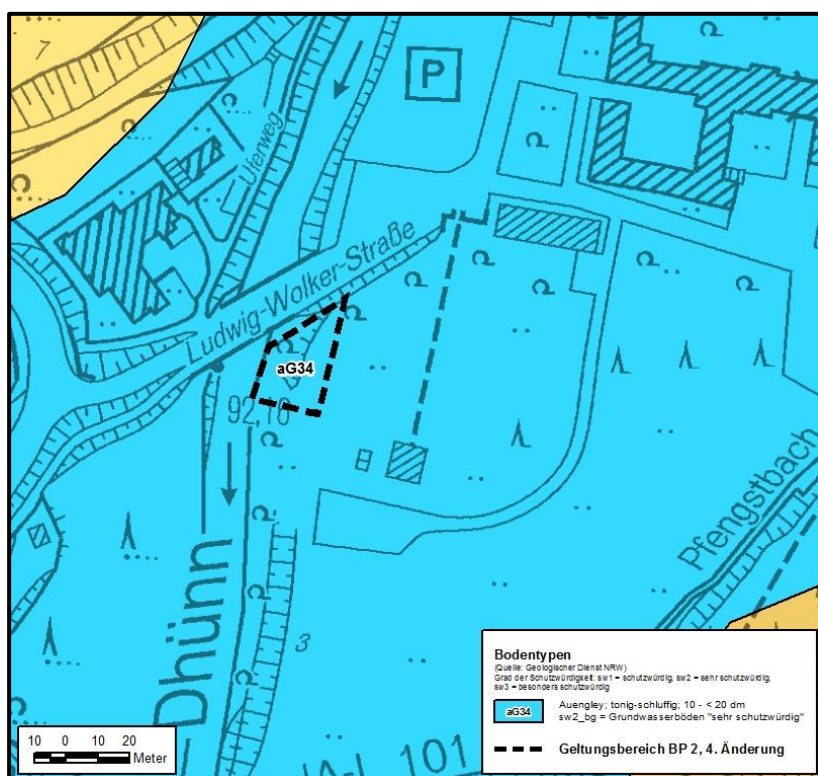 7
P
Uferweg
Ludwig-Wolker-Straße
aG34
92,10
Pfengstbach
Dhünn
3
101
Bodentypen
(Quelle: Geologischer Dienst NRW)
Grad der Schutzwürdigkeit: sw1 = schutzwürdig, sw2 = sehr schutzwürdig,
sw3 = besonders schutzwürdig
aG34
Auengley; tonig-schluffig; 10 - < 20 dm
sw2_bg = Grundwasserböden "sehr schutzwürdig"
Geltungsbereich BP 2, 4. Änderung
10 0 10 20
Meter